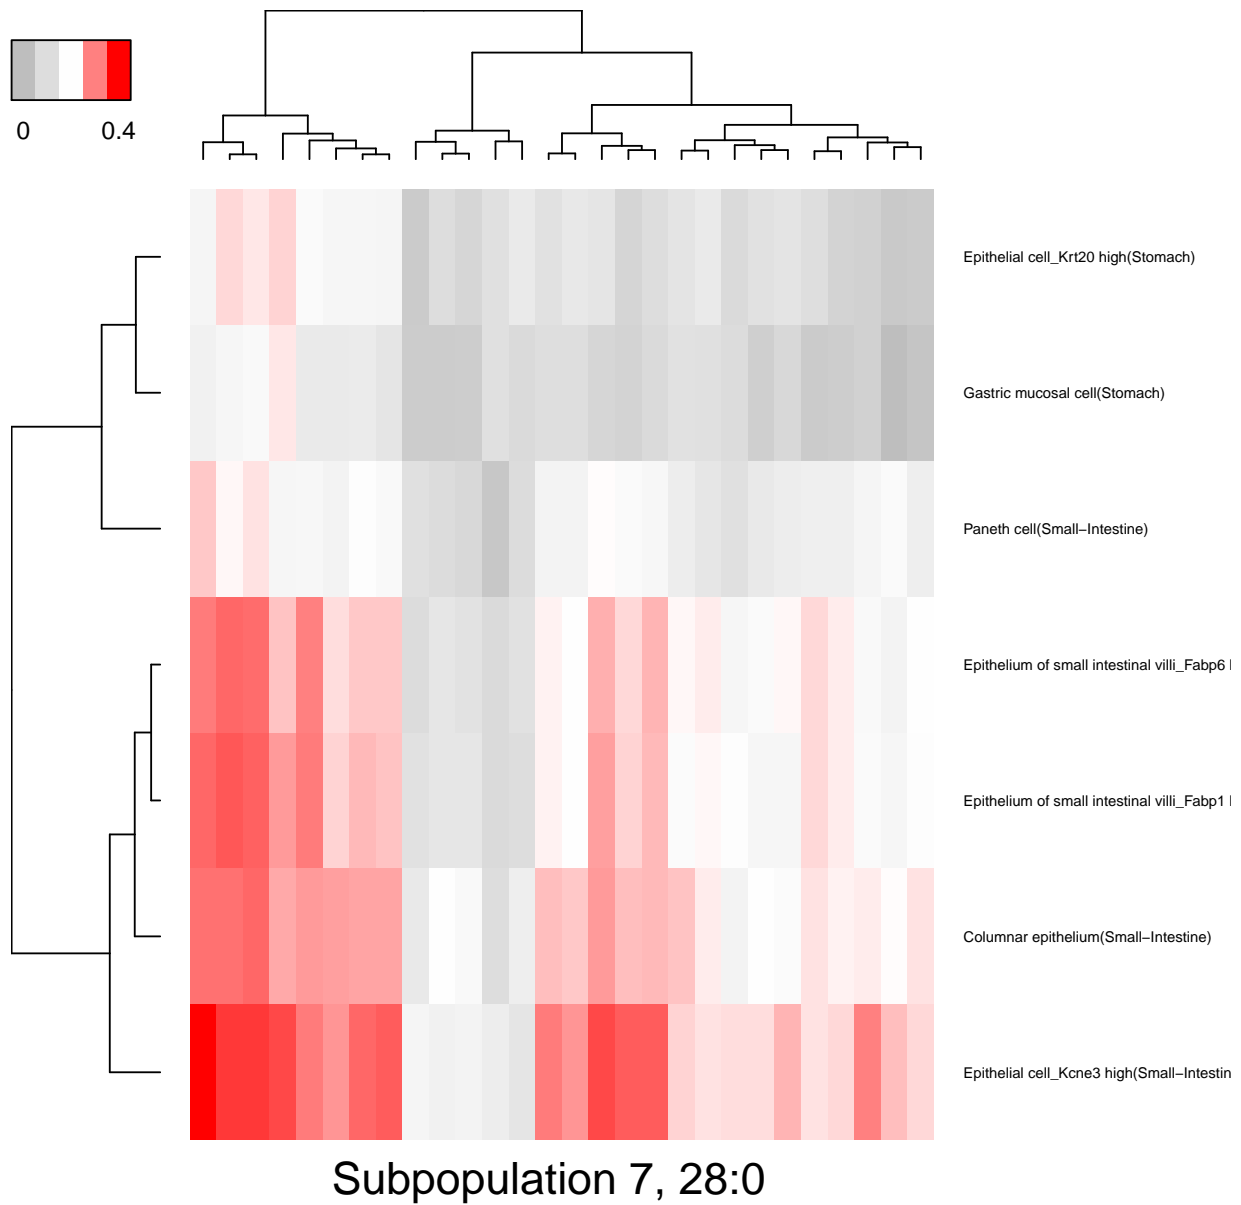 0 0.4
Epithelial cell_Krt20 high(Stomach)
Gastric mucosal cell(Stomach)
Paneth cell(Small−Intestine)
Epithelium of small intestinal villi_Fabp6
Epithelium of small intestinal villi_Fabp1
Columnar epithelium(Small−Intestine)
Epithelial cell_Kcne3 high(Small−Intestin
Subpopulation 7, 28:0